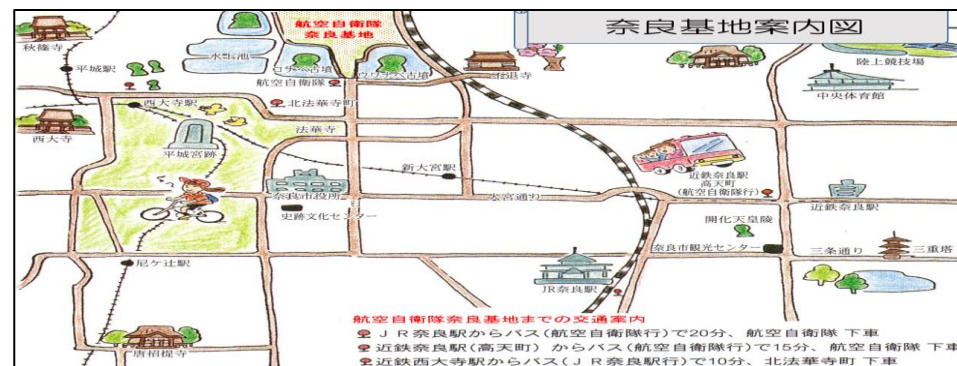 奈良基地案内図
航空自衛隊
奈良基地
秋篠寺
平城駅
水上池
コナベ古墳
ウワナベ古墳
不退寺
陸上競技場
中央体育館
航空自衛隊
西大寺駅
北法華寺町
西大寺
法華寺
平城宮跡
新大宮駅
近鉄奈良駅
高天町
(航空自衛隊行)
奈良市役所
大宮通り
近鉄奈良駅
史跡文化センター
開化天皇陵
奈良市観光センター
三条通り
三重塔
尼ケ辻駅
JR奈良駅
唐招提寺
航空自衛隊奈良基地までの交通案内
JR奈良駅からバス(航空自衛隊行)で20分、航空自衛隊 下車
近鉄奈良駅(高天町) からバス(航空自衛隊行)で15分、航空自衛隊 下車
近鉄西大寺駅からバス(JR奈良駅行)で10分、北法華寺町 下車